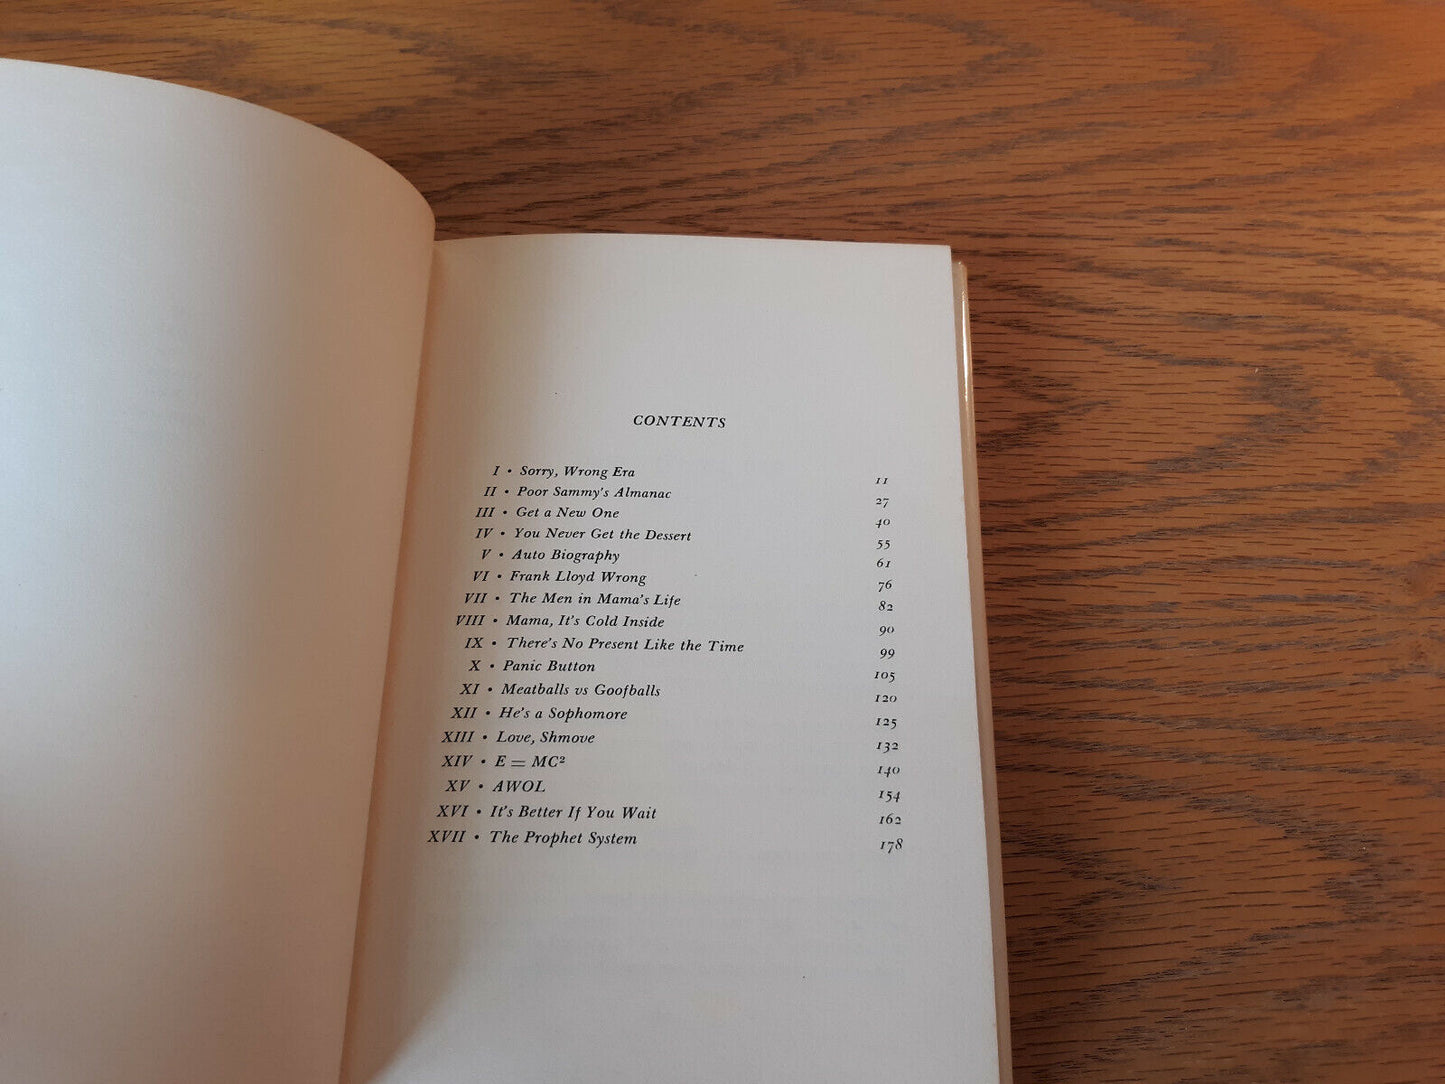 CONTENTS
I • Sorry, Wrong Era 11
II • Poor Sammy's Almanac 27
III • Get a New One 40
IV • You Never Get the Dessert 55
V • Auto Biography 61
VI • Frank Lloyd Wrong 76
VII • The Men in Mama's Life 82
VIII • Mama, It's Cold Inside 90
IX • There's No Present Like the Time 99
X • Panic Button 105
XI • Meatballs vs Goofballs 120
XII • He's a Sophomore 125
XIII • Love, Shmove 132
XIV • E = MC² 140
XV • AWOL 154
XVI • It's Better If You Wait 162
XVII • The Prophet System 178